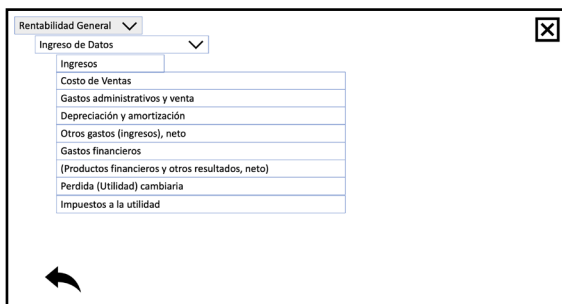 Rentabilidad General
Ingreso de Datos
Ingresos
Costo de Ventas
Gastos administrativos y venta
Depreciación y amortización
Otros gastos (ingresos), neto
Gastos financieros
(Productos financieros y otros resultados, neto)
Perdida (Utilidad) cambiaria
Impuestos a la utilidad